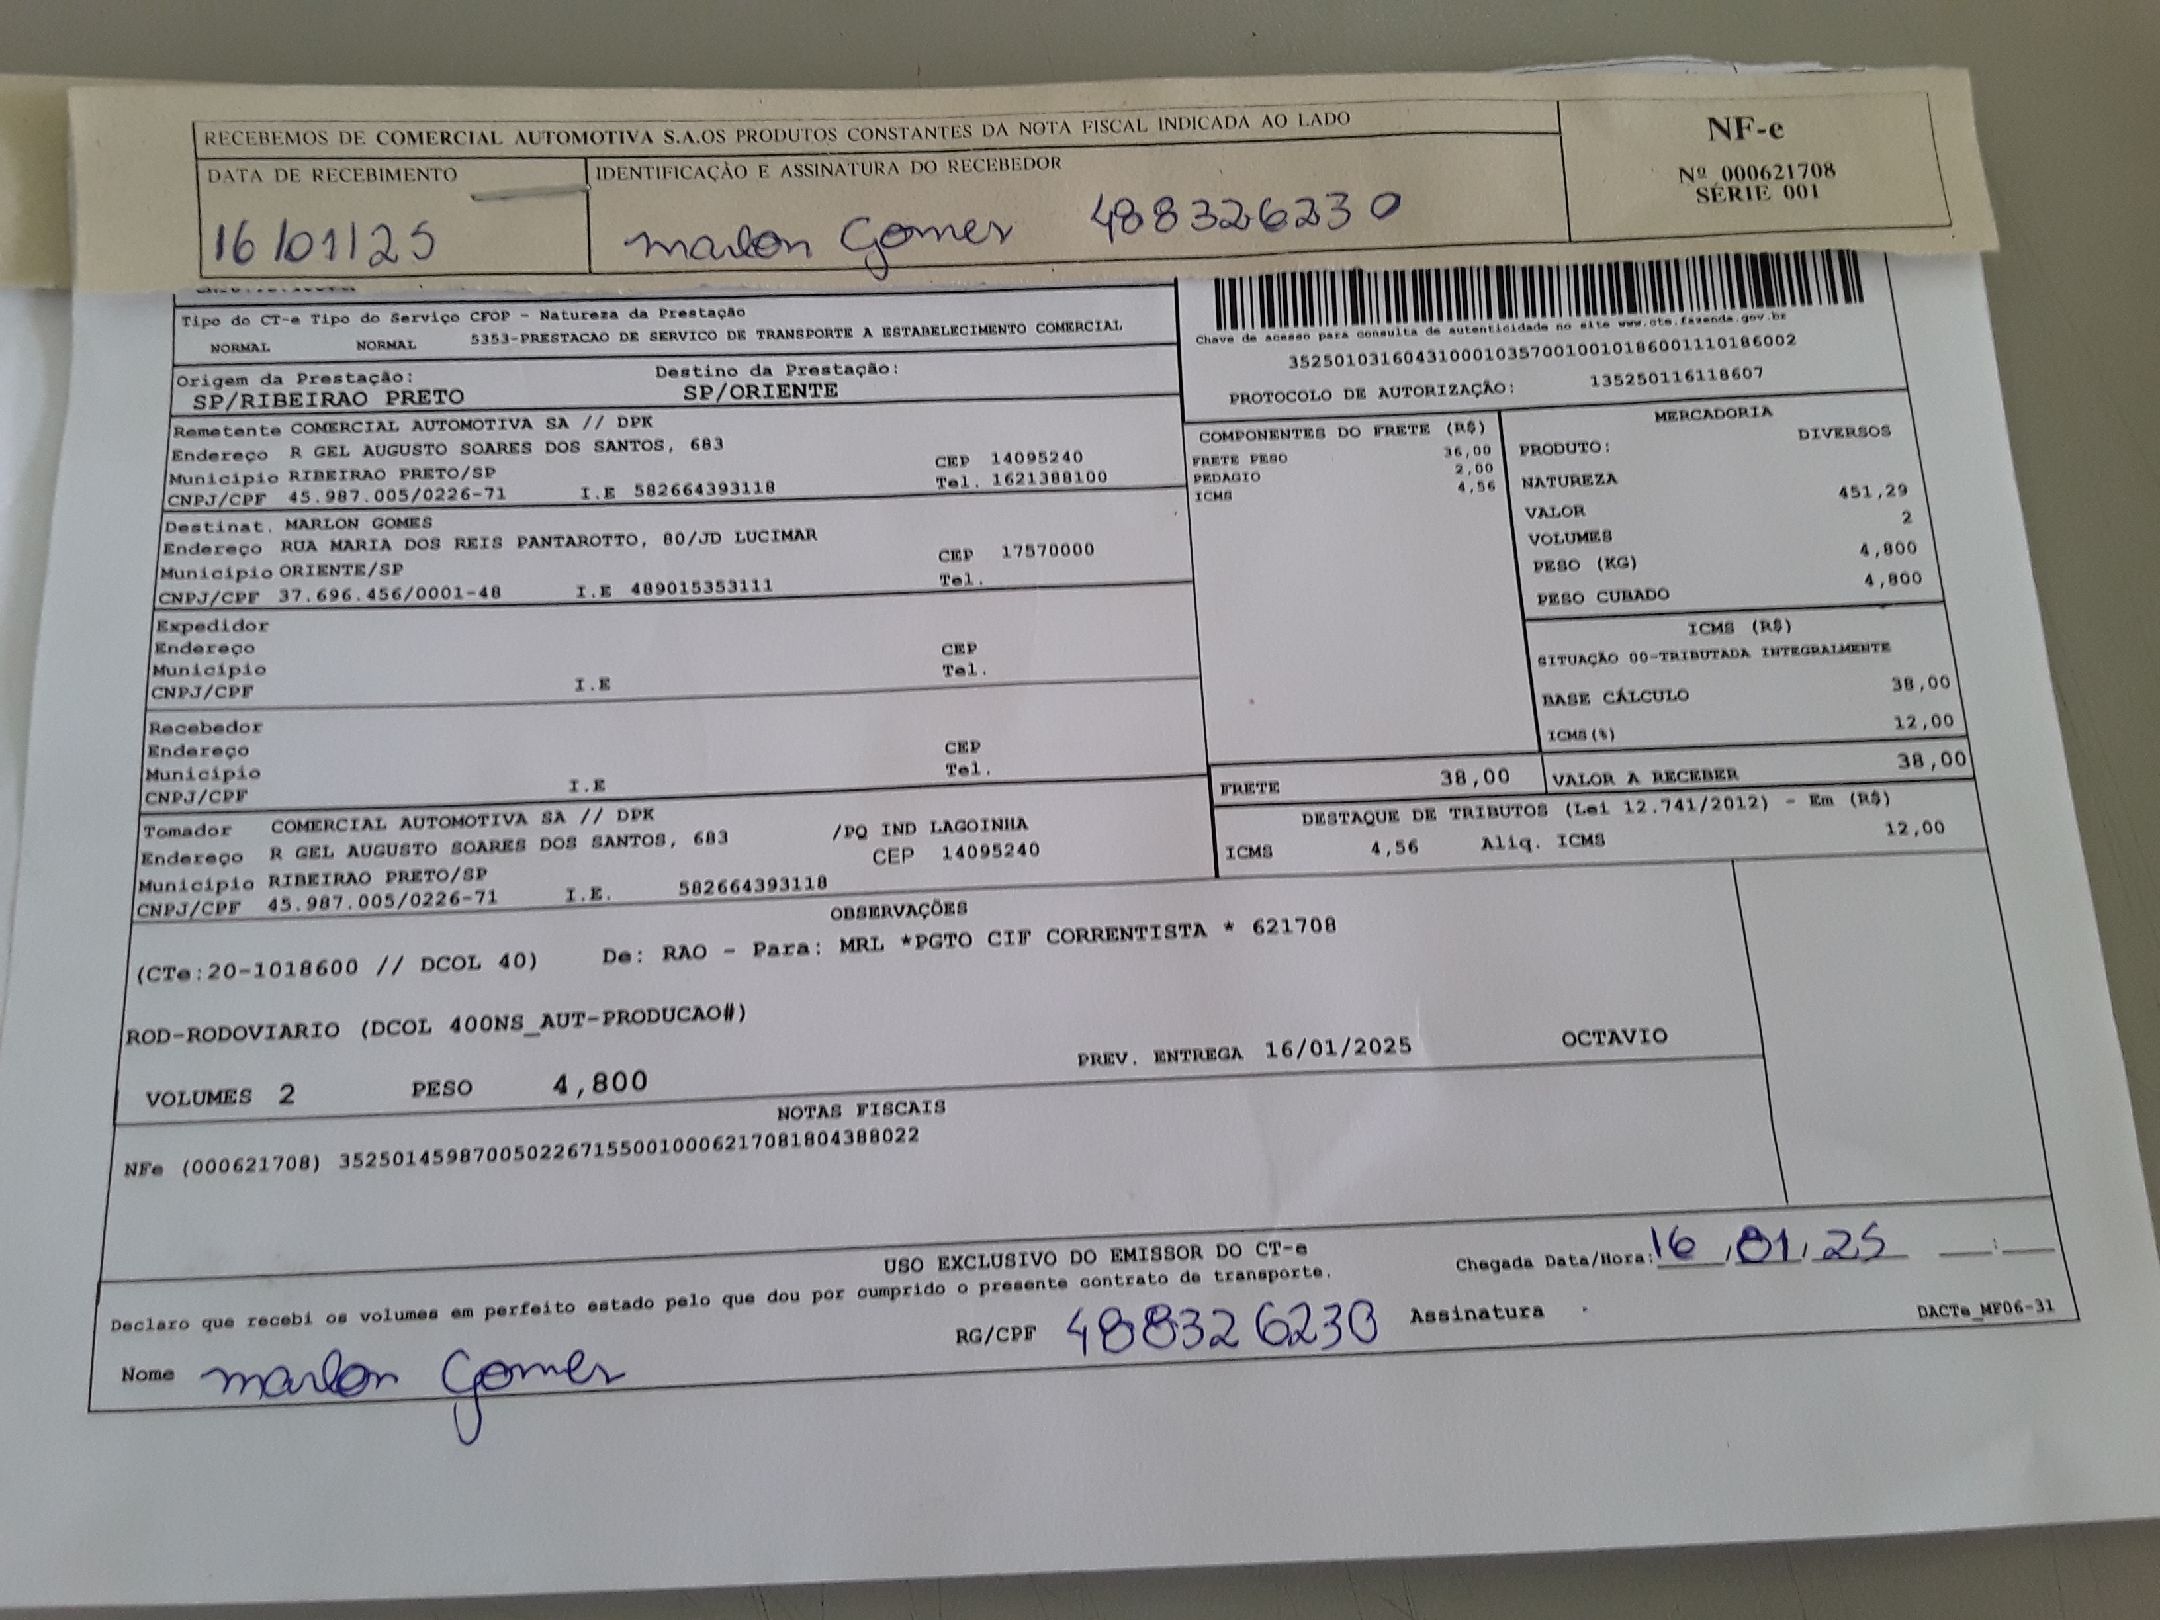 RECEBEMOS DE COMERCIAL AUTOMOTIVA S.A.OS PRODUTOS CONSTANTES DA NOTA FISCAL INDICADA AO LADO
DATA DE RECEBIMENTO
16/01/25
IDENTIFICAÇÃO E ASSINATURA DO RECEBEDOR
Marlon Gomes 488326230
NF-e
Nº 000621708
SÉRIE 001
Tipo do CT-e Tipo do Serviço CFOP - Natureza da Prestação
NORMAL NORMAL 5353-PRESTACAO DE SERVICO DE TRANSPORTE A ESTABELECIMENTO COMERCIAL
Origem da Prestação: Destino da Prestação:
SP/RIBEIRAO PRETO SP/ORIENTE
Chave de acesso para consulta de autenticidade no site www.cte.fazenda.gov.br
35250103160431000103570010010186001110186002
PROTOCOLO DE AUTORIZAÇÃO: 135250116118607
Remetente COMERCIAL AUTOMOTIVA SA // DPK
Endereço R GEL AUGUSTO SOARES DOS SANTOS, 683
Município RIBEIRAO PRETO/SP CEP 14095240
CNPJ/CPF 45.987.005/0226-71 I.E 582664393118 Tel. 1621388100
Destinat. MARLON GOMES
Endereço RUA MARIA DOS REIS PANTAROTTO, 80/JD LUCIMAR
Município ORIENTE/SP CEP 17570000
CNPJ/CPF 37.696.456/0001-48 I.E 489015353111 Tel.
Expedidor
Endereço
Município CEP
CNPJ/CPF I.E Tel.
Recebedor
Endereço
Município CEP
CNPJ/CPF I.E Tel.
Tomador COMERCIAL AUTOMOTIVA SA // DPK
Endereço R GEL AUGUSTO SOARES DOS SANTOS, 683 /PQ IND LAGOINHA
Município RIBEIRAO PRETO/SP CEP 14095240
CNPJ/CPF 45.987.005/0226-71 I.E. 582664393118
COMPONENTES DO FRETE (R$)
FRETE PESO 36,00
PEDAGIO 2,00
ICMS 4,56
MERCADORIA
PRODUTO: DIVERSOS
NATUREZA
VALOR 451,29
VOLUMES 2
PESO (KG) 4,800
PESO CUBADO 4,800
ICMS (R$)
SITUAÇÃO 00-TRIBUTADA INTEGRALMENTE
BASE CÁLCULO 38,00
ICMS(%) 12,00
FRETE 38,00 VALOR A RECEBER 38,00
DESTAQUE DE TRIBUTOS (Lei 12.741/2012) - Em (R$)
ICMS 4,56 Aliq. ICMS 12,00
OBSERVAÇÕES
(CTe:20-1018600 // DCOL 40) De: RAO - Para: MRL *PGTO CIF CORRENTISTA * 621708
ROD-RODOVIARIO (DCOL 400NS_AUT-PRODUCAO#)
VOLUMES 2 PESO 4,800 PREV. ENTREGA 16/01/2025 OCTAVIO
NOTAS FISCAIS
NFe (000621708) 35250145987005022671550010006217081804388022
USO EXCLUSIVO DO EMISSOR DO CT-e
Chegada Data/Hora: 16/01/25 __:__
Declaro que recebi os volumes em perfeito estado pelo que dou por cumprido o presente contrato de transporte.
Nome Marlon Gomes RG/CPF 488326230 Assinatura DACTe_MF06-31